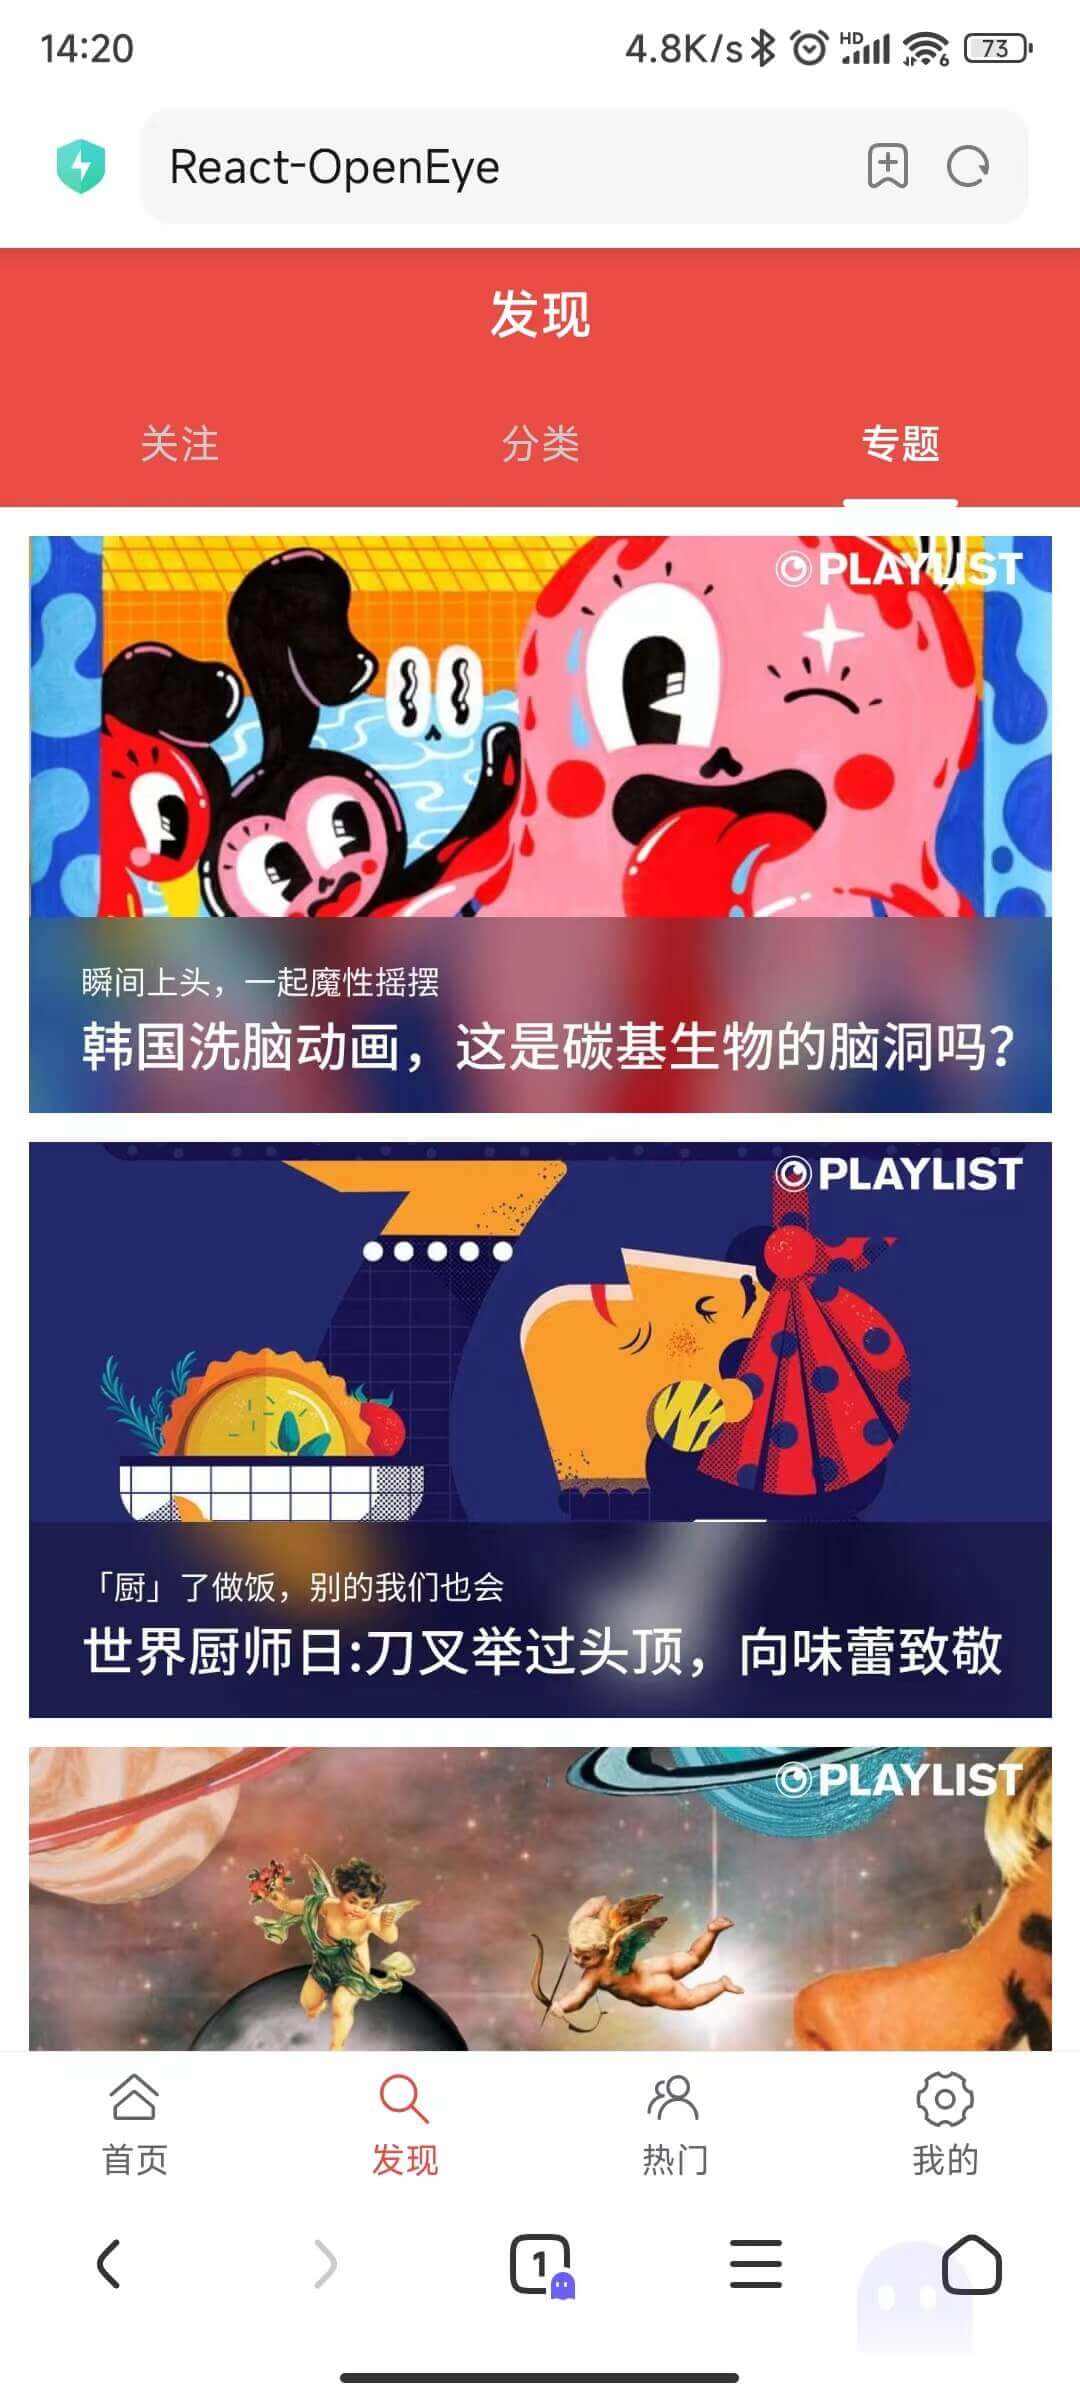 14:20
4.8K/s
HD
6
73
React-OpenEye
发现
关注
分类
专题
PLAYLIST
瞬间上头，一起魔性摇摆
韩国洗脑动画，这是碳基生物的脑洞吗?
PLAYLIST
「厨」了做饭，别的我们也会
世界厨师日:刀叉举过头顶，向味蕾致敬
PLAYLIST
首页
发现
热门
我的
1